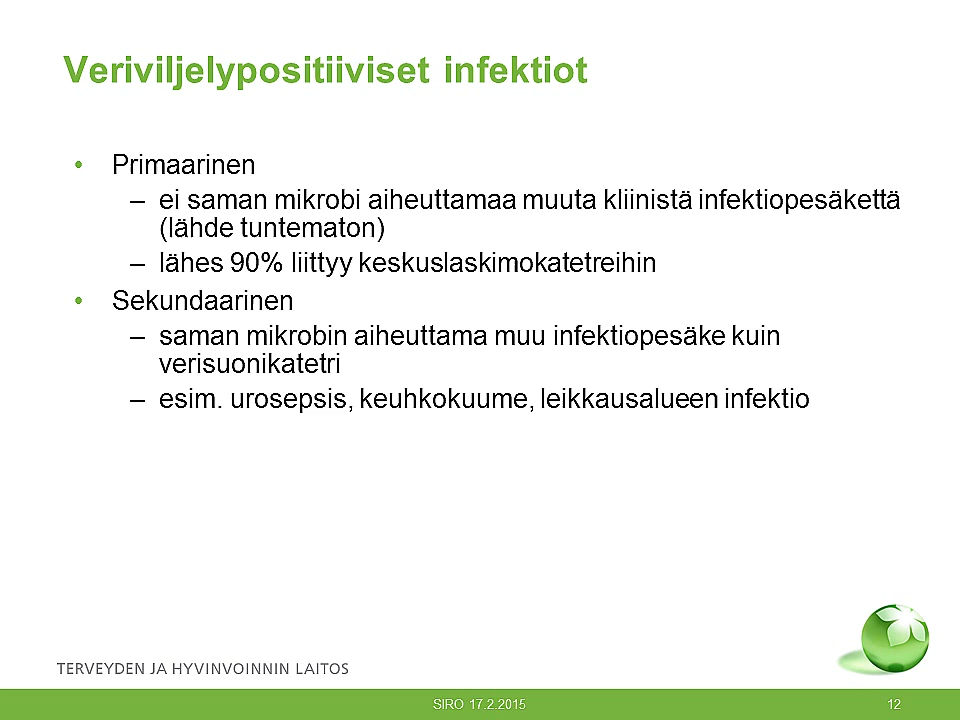 Veriviljelypositiiviset infektiot
• Primaarinen
– ei saman mikrobi aiheuttamaa muuta kliinistä infektiopesäkettä
(lähde tuntematon)
– lähes 90% liittyy keskuslaskimokatetreihin
• Sekundaarinen
– saman mikrobin aiheuttama muu infektiopesäke kuin
verisuonikatetri
– esim. urosepsis, keuhkokuume, leikkausalueen infektio
TERVEYDEN JA HYVINVOINNIN LAITOS
SIRO 17.2.2015
12